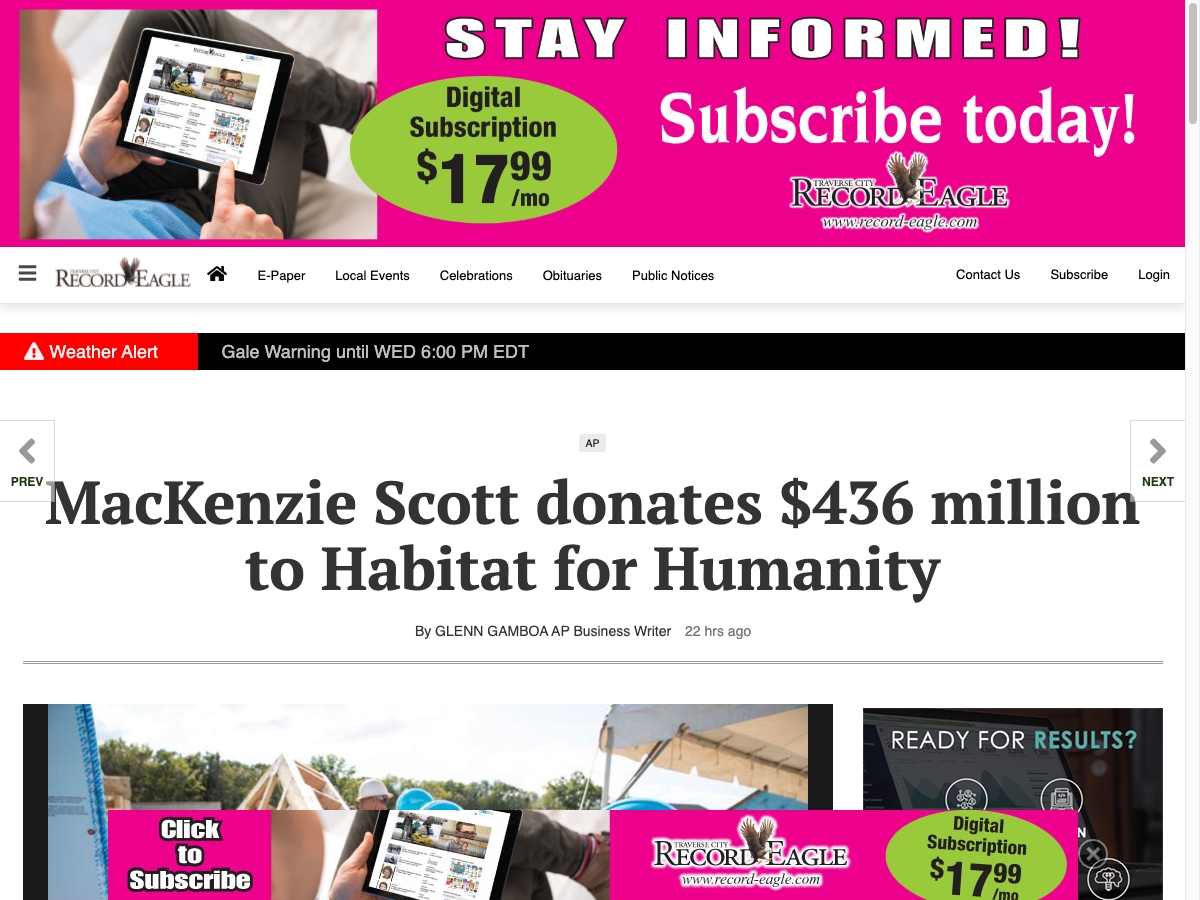 STAY INFORMED!
Digital
Subscription
$17.99
/mo
Subscribe today!
TRAVERSE CITY
RECORD-EAGLE
www.record-eagle.com
RECORD-EAGLE
E-Paper
Local Events
Celebrations
Obituaries
Public Notices
Contact Us
Subscribe
Login
Weather Alert
Gale Warning until WED 6:00 PM EDT
AP
PREV
NEXT
MacKenzie Scott donates $436 million
to Habitat for Humanity
By GLENN GAMBOA AP Business Writer 22 hrs ago
READY FOR RESULTS?
Click
to
Subscribe
TRAVERSE CITY
RECORD-EAGLE
www.record-eagle.com
Digital
Subscription
$17.99
/mo